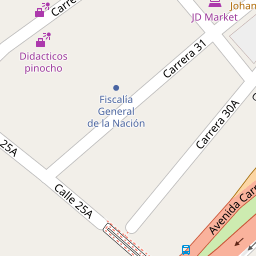 Carre
Johan
JD Market
Didacticos
pinocho
Carrera 31
Fiscalía
General
de la Nación
Carrera 30A
25A
Calle 25A
Avenida Carr